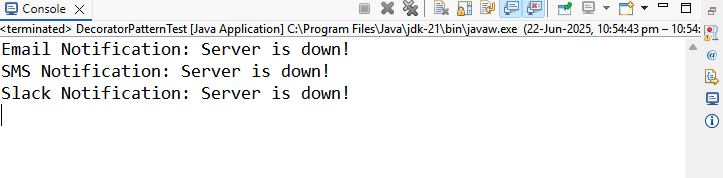 Console
<terminated> DecoratorPatternTest [Java Application] C:\Program Files\Java\jdk-21\bin\javaw.exe (22-Jun-2025, 10:54:43 pm – 10:54:
Email Notification: Server is down!
SMS Notification: Server is down!
Slack Notification: Server is down!